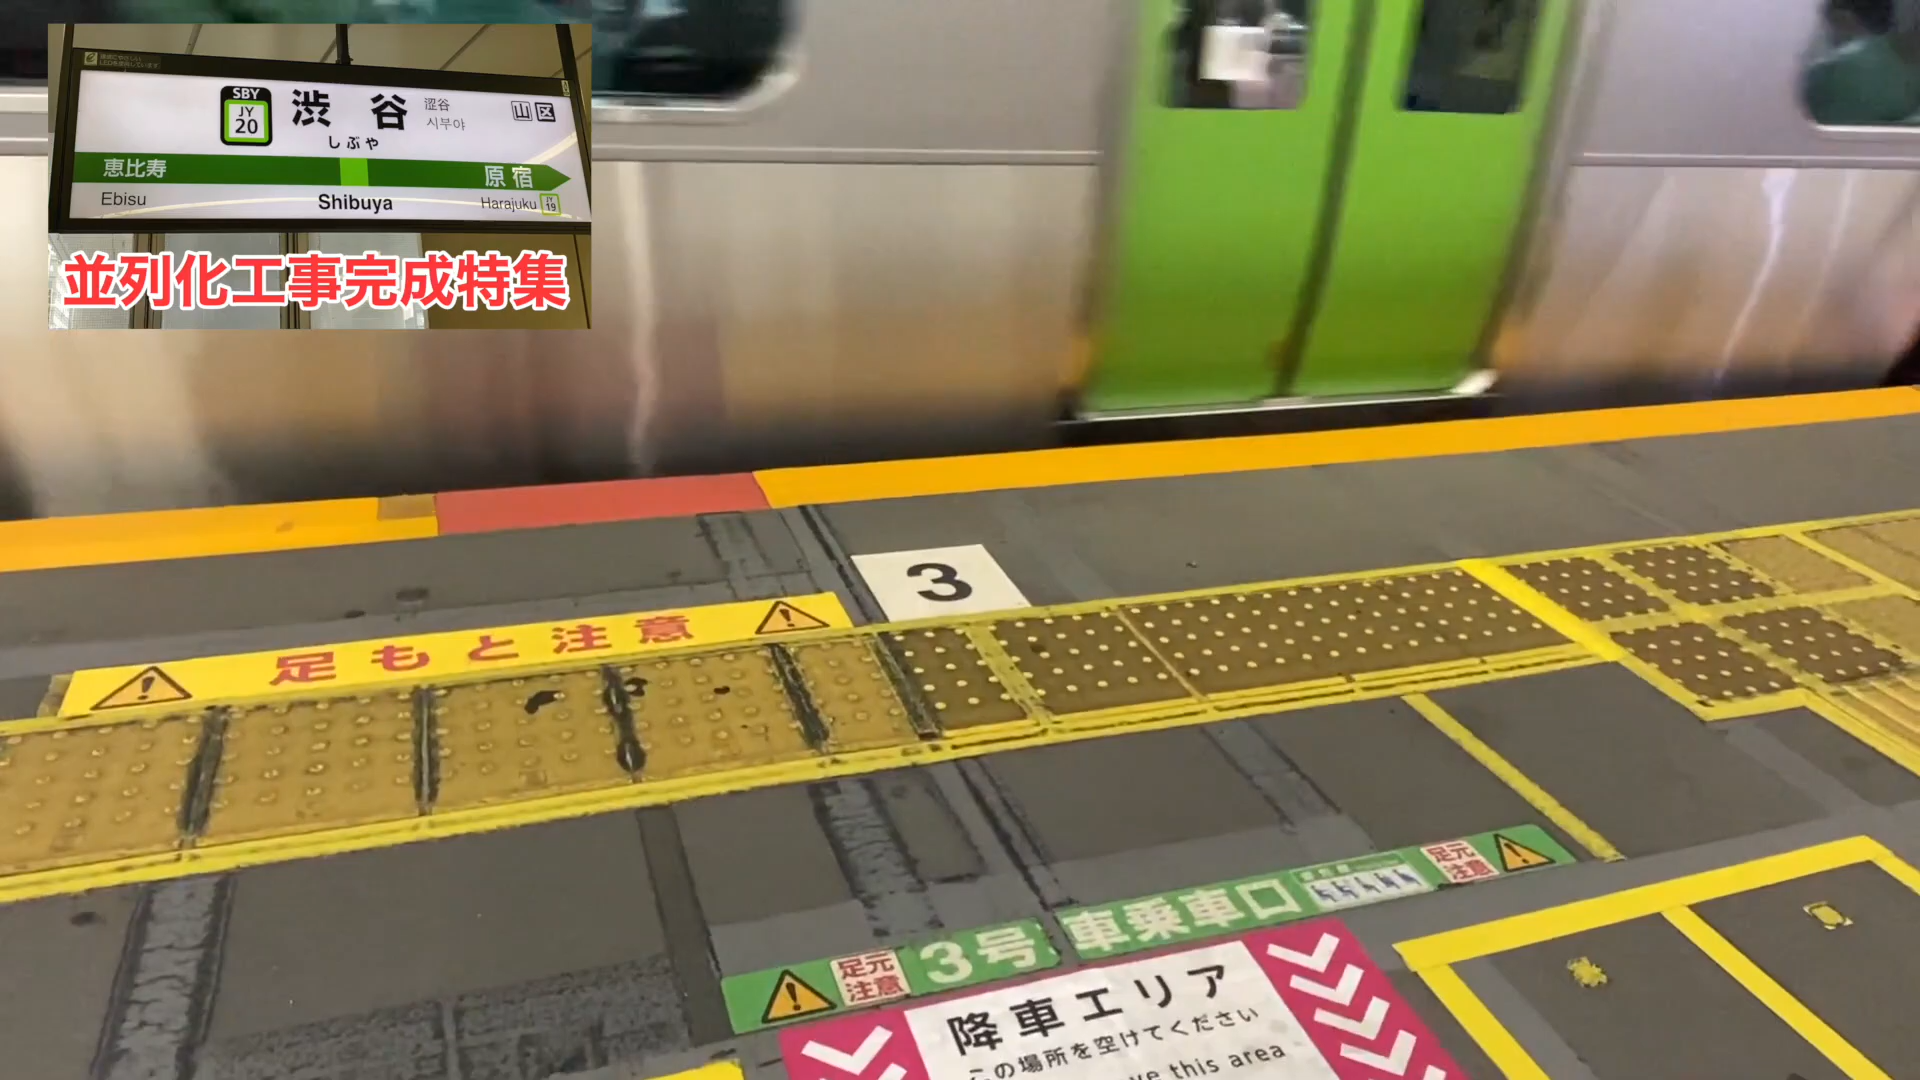 SBY
JY
20
渋谷
しぶや
涩谷
시부야
山区
恵比寿
原宿
Ebisu
Shibuya
Harajuku
JY
19
並列化工事完成特集
3
足もと注意
足元
注意
3号車乗車口
足元
注意
降車エリア
この場所を空けてください
this area